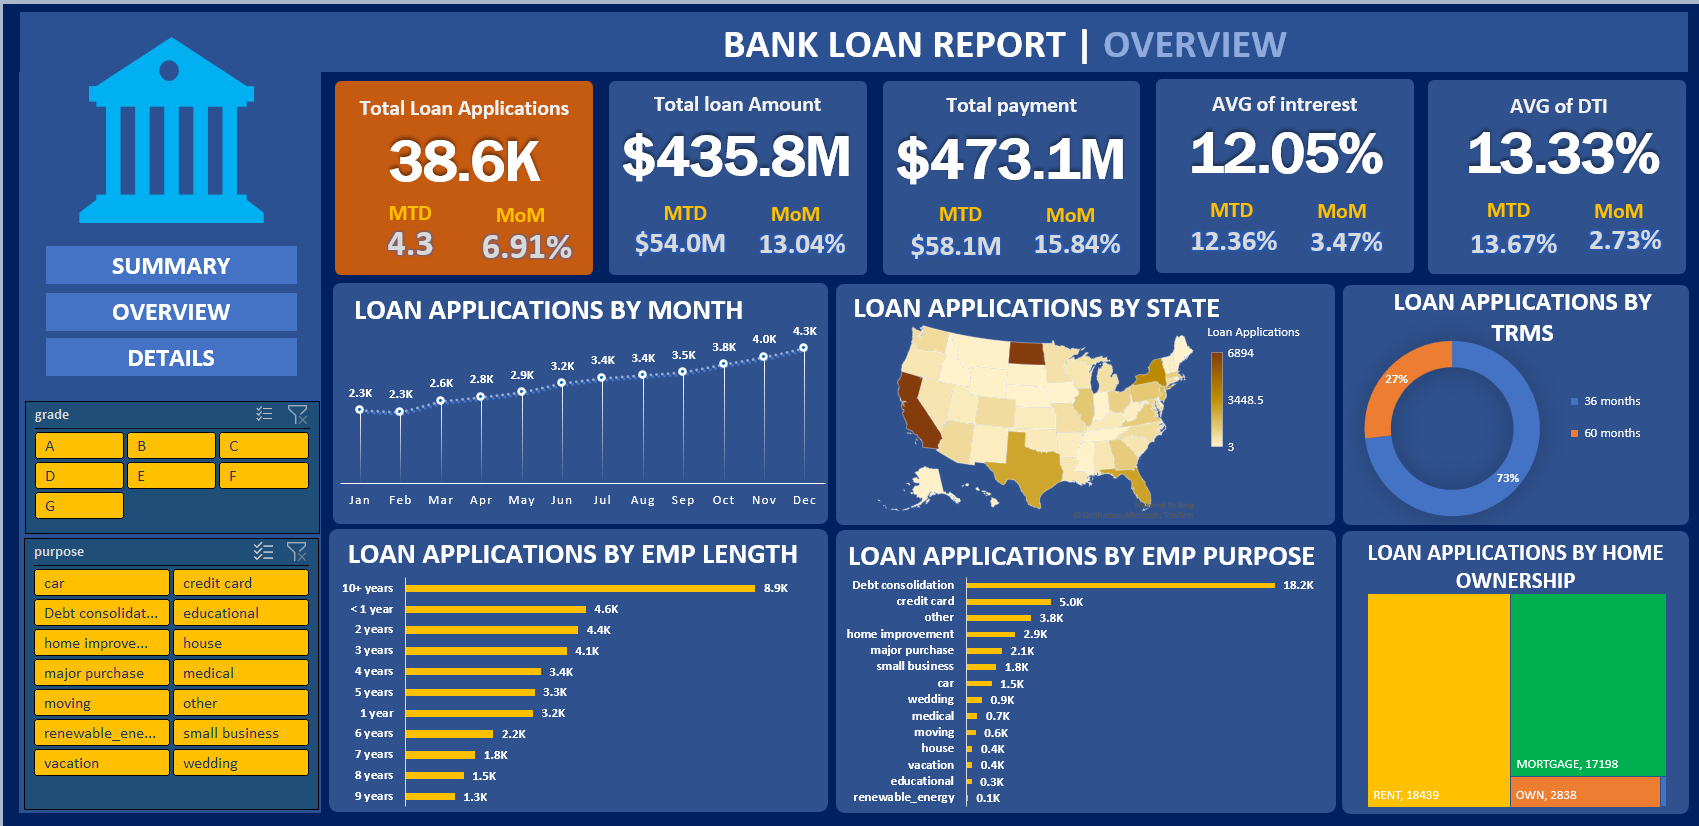 BANK LOAN REPORT | OVERVIEW
SUMMARY
OVERVIEW
DETAILS
grade
A
B
C
D
E
F
G
purpose
car
credit card
Debt consolidat...
educational
home improve...
house
major purchase
medical
moving
other
renewable_ene...
small business
vacation
wedding
Total Loan Applications
38.6K
MTD
MoM
4.3
6.91%
Total loan Amount
$435.8M
MTD
MoM
$54.0M
13.04%
Total payment
$473.1M
MTD
MoM
$58.1M
15.84%
AVG of intrerest
12.05%
MTD
MoM
12.36%
3.47%
AVG of DTI
13.33%
MTD
MoM
13.67%
2.73%
LOAN APPLICATIONS BY MONTH
2.3K
2.3K
2.6K
2.8K
2.9K
3.2K
3.4K
3.4K
3.5K
3.8K
4.0K
4.3K
Jan
Feb
Mar
Apr
May
Jun
Jul
Aug
Sep
Oct
Nov
Dec
LOAN APPLICATIONS BY STATE
Loan Applications
6894
3448.5
3
LOAN APPLICATIONS BY
TRMS
27%
73%
36 months
60 months
LOAN APPLICATIONS BY EMP LENGTH
10+ years 8.9K
< 1 year 4.6K
2 years 4.4K
3 years 4.1K
4 years 3.4K
5 years 3.3K
1 year 3.2K
6 years 2.2K
7 years 1.8K
8 years 1.5K
9 years 1.3K
LOAN APPLICATIONS BY EMP PURPOSE
Debt consolidation 18.2K
credit card 5.0K
other 3.8K
home improvement 2.9K
major purchase 2.1K
small business 1.8K
car 1.5K
wedding 0.9K
medical 0.7K
moving 0.6K
house 0.4K
vacation 0.4K
educational 0.3K
renewable_energy 0.1K
LOAN APPLICATIONS BY HOME
OWNERSHIP
RENT, 18439
MORTGAGE, 17198
OWN, 2838